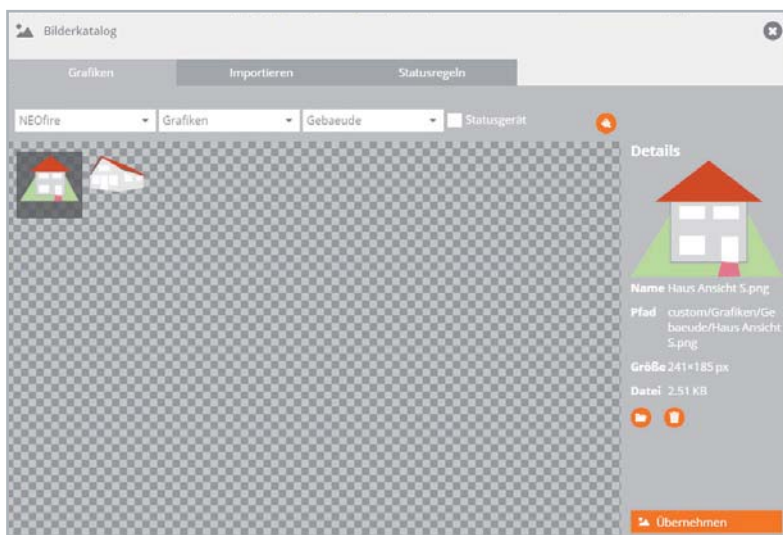 Bilderkatalog
Grafiken Importieren Statusregeln
NEOfire Grafiken Gebaeude Statusgerät
Details
Name Haus Ansicht S.png
Pfad custom/Grafiken/Ge
baeude/Haus Ansicht
S.png
Größe 241×185 px
Datei 2.51 KB
Übernehmen